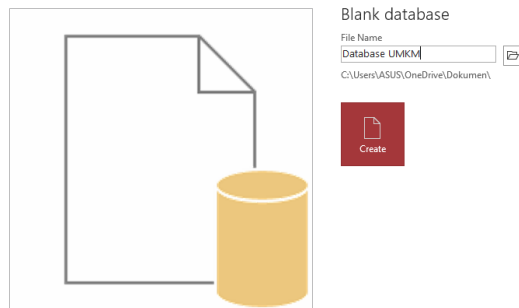 Blank database
File Name
Database UMKM
C:\Users\ASUS\OneDrive\Dokumen\
Create